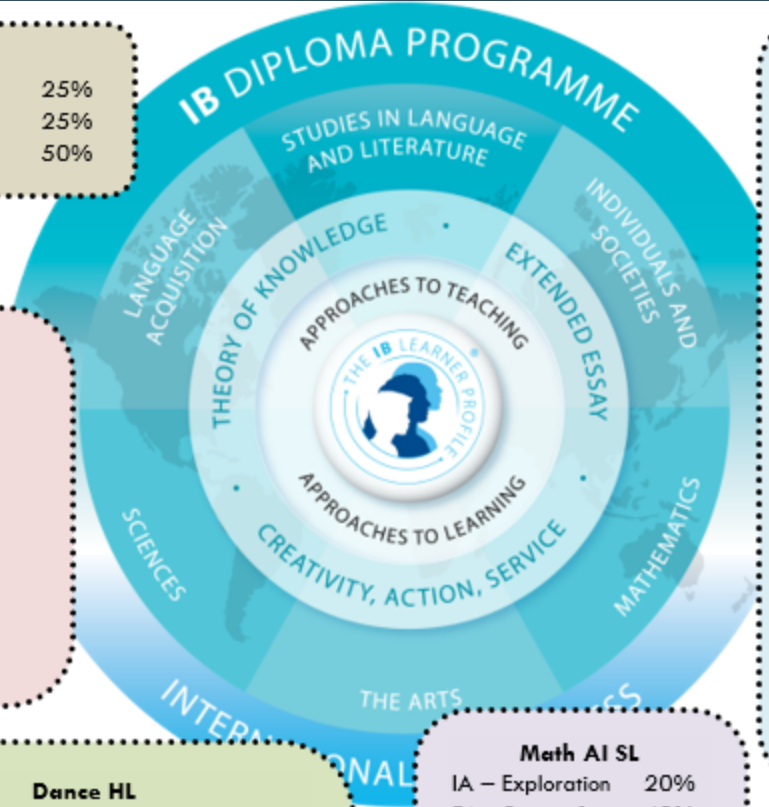 25%
25%
50%
IB DIPLOMA PROGRAMME
STUDIES IN LANGUAGE
AND LITERATURE
LANGUAGE
ACQUISITION
INDIVIDUALS AND
SOCIETIES
THEORY OF KNOWLEDGE
EXTENDED ESSAY
APPROACHES TO TEACHING
THE IB LEARNER PROFILE
®
APPROACHES TO LEARNING
CREATIVITY, ACTION, SERVICE
SCIENCES
MATHEMATICS
THE ARTS
Math AI SL
IA – Exploration 20%
Dance HL